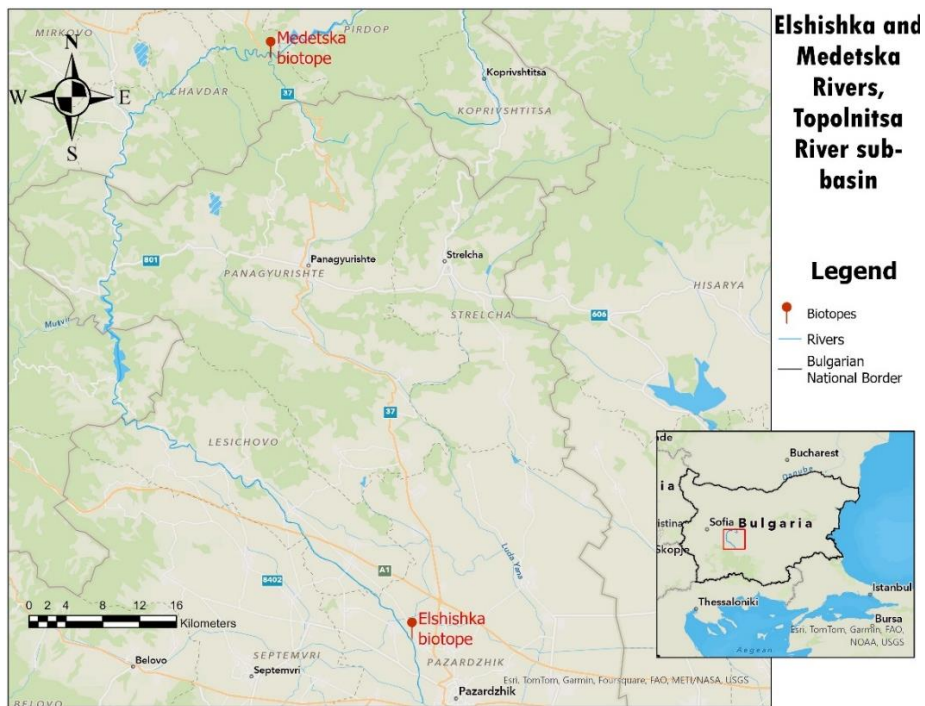 Elshishka and
Medetska
Rivers,
Topolnitsa
River sub-
basin
MIRKOVO
PIRDOP
Medetska
biotope
N
W
E
S
CHAVDAR
37
Koprivshtitsa
KOPRIVSHTITSA
801
Panagyurishte
PANAGYURISHTE
Strelcha
STRELCHA
HISARYA
606
Mutvir
37
LESICHOVO
Luda Yana
A1
8402
0 2 4 8 12 16
Kilometers
Elshishka
biotope
SEPTEMVRI
PAZARDZHIK
Belovo
Septemvri
BELOVO
Pazardzhik
Esri, TomTom, Garmin, Foursquare, FAO, METI/NASA, USGS
Legend
Biotopes
Rivers
Bulgarian
National Border
Bucharest
Danube
Sofia
Bulgaria
Skopje
Istanbul
Thessaloniki
Bursa
Aegean
Esri, TomTom, Garmin, FAO,
NOAA, USGS